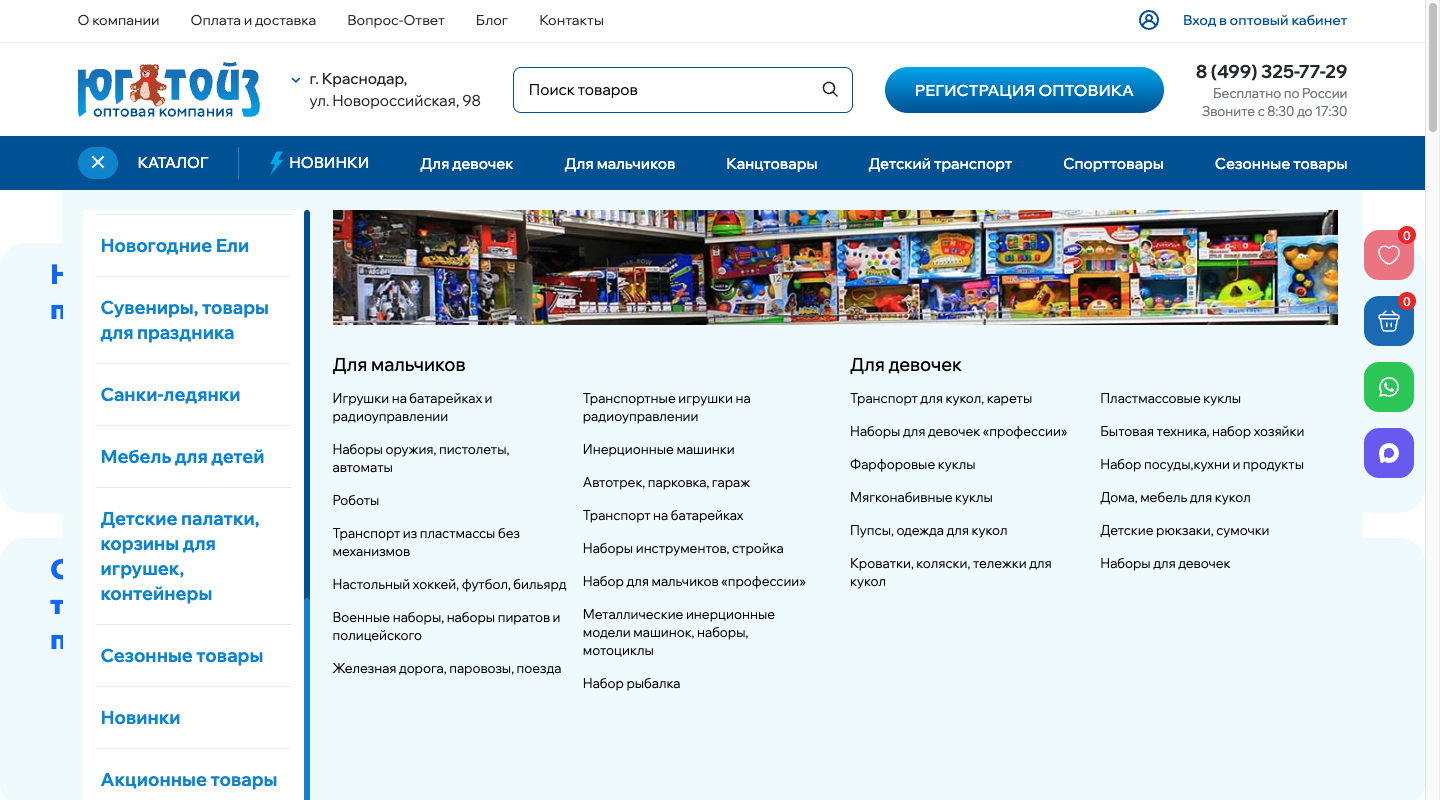 О компании
Оплата и доставка
Вопрос-Ответ
Блог
Контакты
Вход в оптовый кабинет
ЮГ ТОЙЗ
оптовая компания
г. Краснодар,
ул. Новороссийская, 98
Поиск товаров
РЕГИСТРАЦИЯ ОПТОВИКА
8 (499) 325-77-29
Бесплатно по России
Звоните с 8:30 до 17:30
КАТАЛОГ
НОВИНКИ
Для девочек
Для мальчиков
Канцтовары
Детский транспорт
Спорттовары
Сезонные товары
Новогодние Ели
Сувениры, товары
для праздника
Санки-ледянки
Мебель для детей
Детские палатки,
корзины для
игрушек,
контейнеры
Сезонные товары
Новинки
Акционные товары
Для мальчиков
Игрушки на батарейках и
радиоуправлении
Наборы оружия, пистолеты,
автоматы
Роботы
Транспорт из пластмассы без
механизмов
Настольный хоккей, футбол, бильярд
Военные наборы, наборы пиратов и
полицейского
Железная дорога, паровозы, поезда
Транспортные игрушки на
радиоуправлении
Инерционные машинки
Автотрек, парковка, гараж
Транспорт на батарейках
Наборы инструментов, стройка
Набор для мальчиков «профессии»
Металлические инерционные
модели машинок, наборы,
мотоциклы
Набор рыбалка
Для девочек
Транспорт для кукол, кареты
Наборы для девочек «профессии»
Фарфоровые куклы
Мягконабивные куклы
Пупсы, одежда для кукол
Кроватки, коляски, тележки для
кукол
Пластмассовые куклы
Бытовая техника, набор хозяйки
Набор посуды,кухни и продукты
Дома, мебель для кукол
Детские рюкзаки, сумочки
Наборы для девочек
0
0